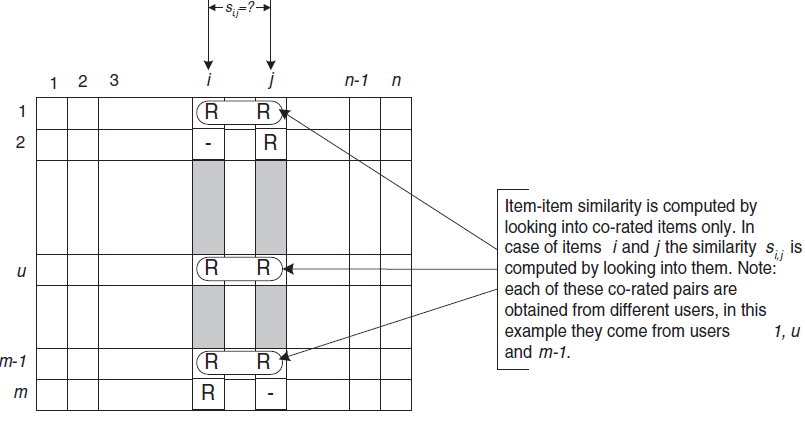 s i,j =?
1 2 3 i j n-1 n
1 R R
2 - R
u R R
m-1 R R
m R -
Item-item similarity is computed by
looking into co-rated items only. In
case of items i and j the similarity s i,j is
computed by looking into them. Note:
each of these co-rated pairs are
obtained from different users, in this
example they come from users 1, u
and m-1.